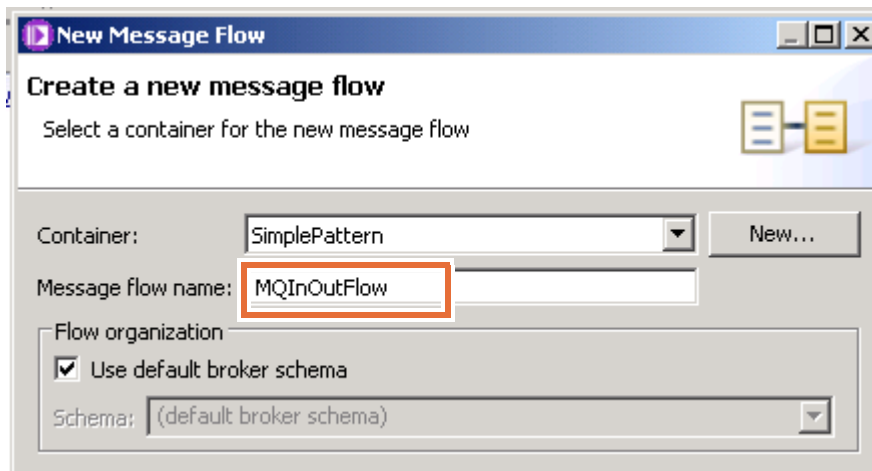 New Message Flow
Create a new message flow
Select a container for the new message flow
Container: SimplePattern New...
Message flow name: MQInOutFlow
Flow organization
Use default broker schema
Schema: (default broker schema)